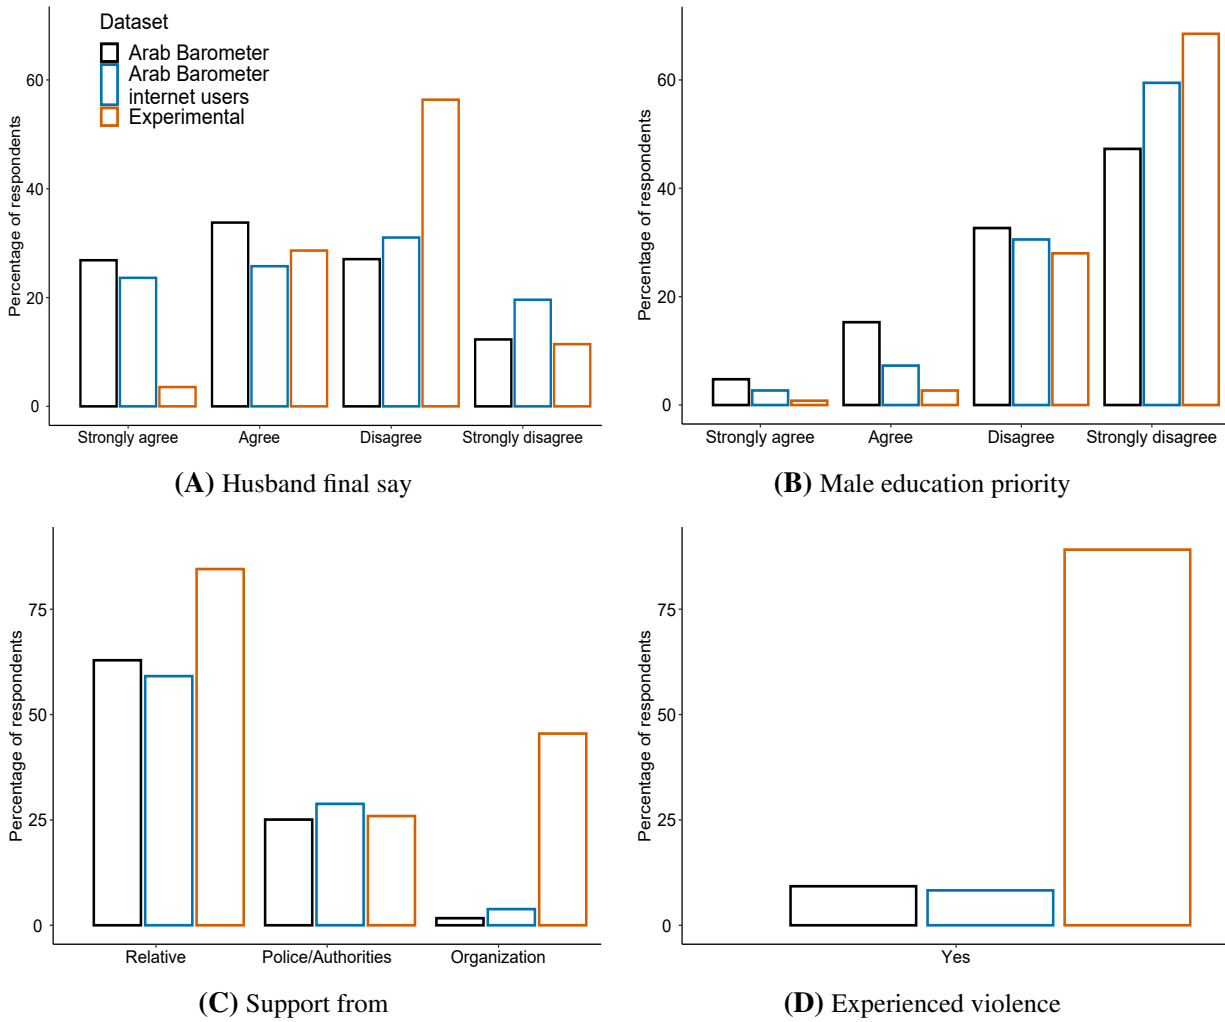 Dataset
Arab Barometer
Arab Barometer
internet users
Experimental
Percentage of respondents
60
40
20
0
Strongly agree
Agree
Disagree
Strongly disagree
(A) Husband final say
Percentage of respondents
60
40
20
0
Strongly agree
Agree
Disagree
Strongly disagree
(B) Male education priority
Percentage of respondents
75
50
25
0
Relative
Police/Authorities
Organization
(C) Support from
Percentage of respondents
75
50
25
0
Yes
(D) Experienced violence